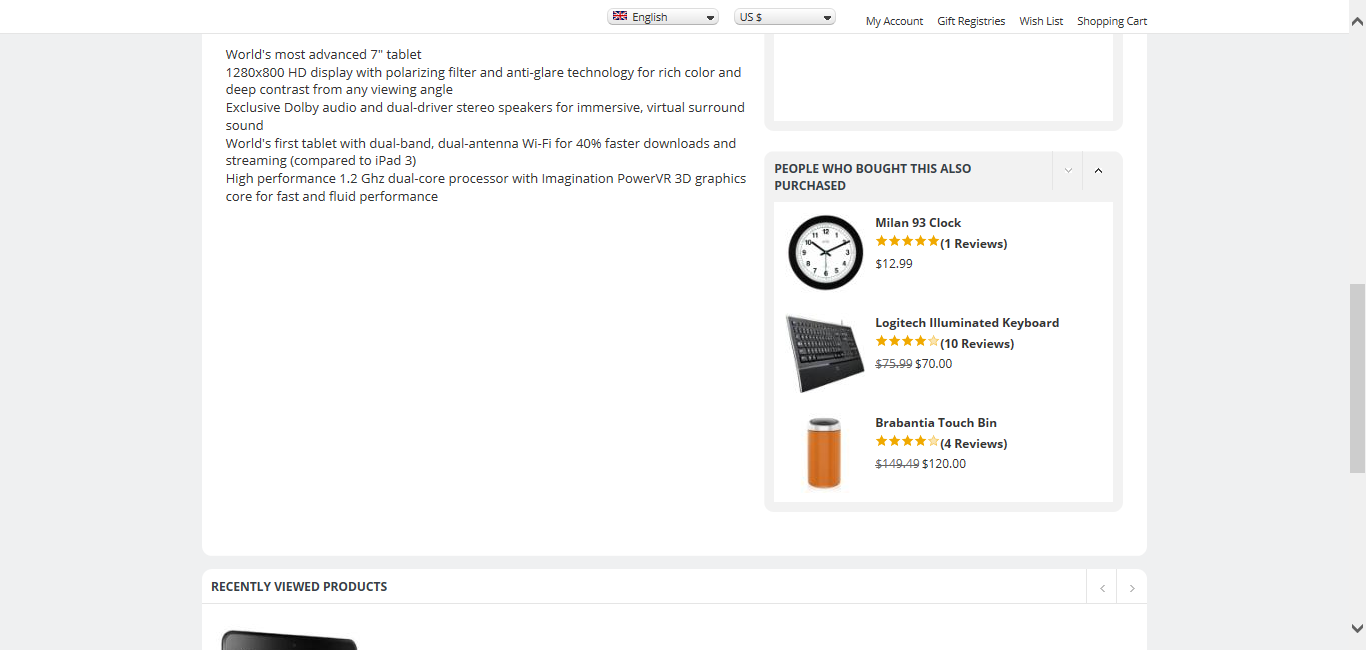 English
US $
My Account
Gift Registries
Wish List
Shopping Cart
World's most advanced 7" tablet
1280x800 HD display with polarizing filter and anti-glare technology for rich color and
deep contrast from any viewing angle
Exclusive Dolby audio and dual-driver stereo speakers for immersive, virtual surround
sound
World's first tablet with dual-band, dual-antenna Wi-Fi for 40% faster downloads and
streaming (compared to iPad 3)
High performance 1.2 Ghz dual-core processor with Imagination PowerVR 3D graphics
core for fast and fluid performance
PEOPLE WHO BOUGHT THIS ALSO
PURCHASED
Milan 93 Clock
(1 Reviews)
$12.99
Logitech Illuminated Keyboard
(10 Reviews)
$75.99 $70.00
Brabantia Touch Bin
(4 Reviews)
$149.49 $120.00
RECENTLY VIEWED PRODUCTS